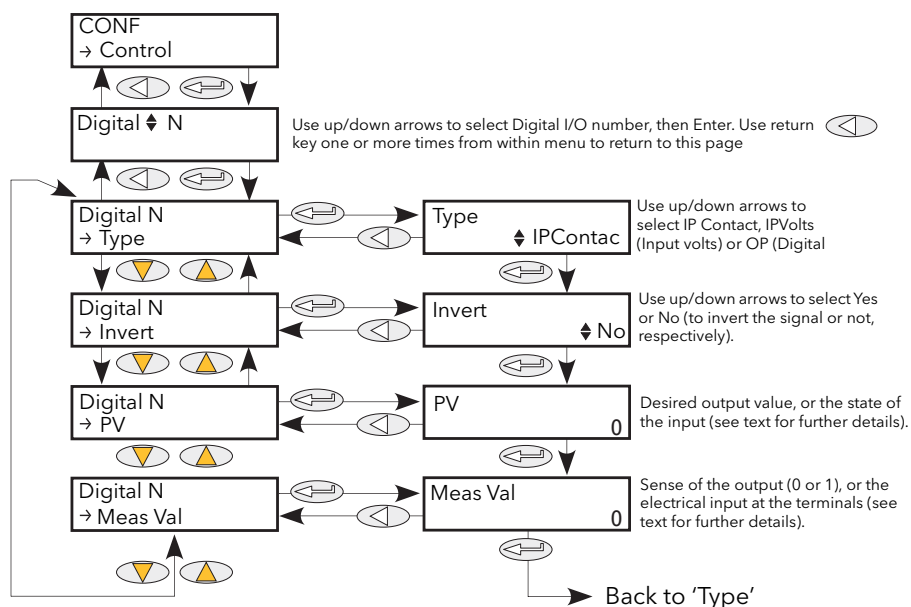 CONF
→ Control
Digital N
Use up/down arrows to select Digital I/O number, then Enter. Use return
key one or more times from within menu to return to this page
Digital N
→ Type
Type
IPContac
Use up/down arrows to
select IP Contact, IPVolts
(Input volts) or OP (Digital
Digital N
→ Invert
Invert
No
Use up/down arrows to select Yes
or No (to invert the signal or not,
respectively).
Digital N
→ PV
PV
0
Desired output value, or the state of
the input (see text for further details).
Digital N
→ Meas Val
Meas Val
0
Sense of the output (0 or 1), or the
electrical input at the terminals (see
text for further details).
Back to 'Type'